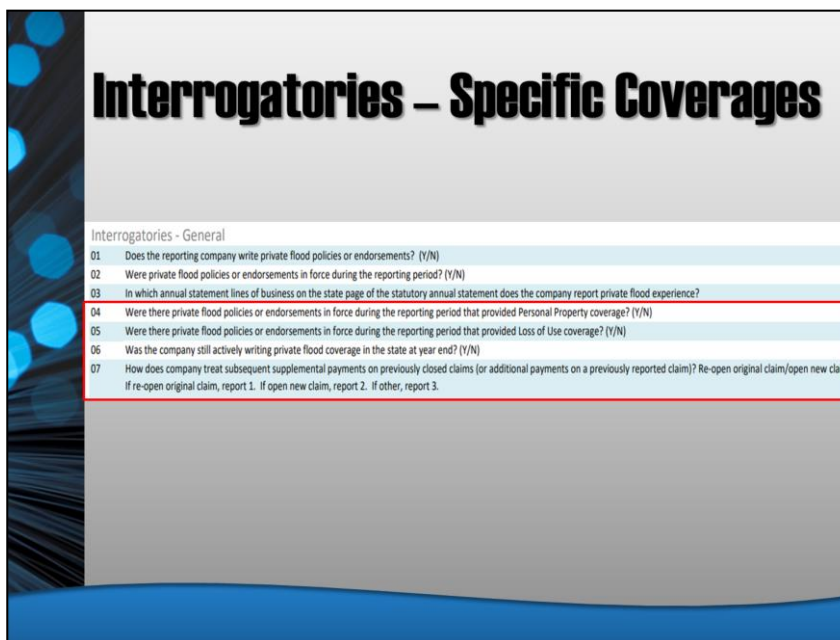 Interrogatories – Specific Coverages
Interrogatories - General
01 Does the reporting company write private flood policies or endorsements? (Y/N)
02 Were private flood policies or endorsements in force during the reporting period? (Y/N)
03 In which annual statement lines of business on the state page of the statutory annual statement does the company report private flood experience?
04 Were there private flood policies or endorsements in force during the reporting period that provided Personal Property coverage? (Y/N)
05 Were there private flood policies or endorsements in force during the reporting period that provided Loss of Use coverage? (Y/N)
06 Was the company still actively writing private flood coverage in the state at year end? (Y/N)
07 How does company treat subsequent supplemental payments on previously closed claims (or additional payments on a previously reported claim)? Re-open original claim/open new cla
If re-open original claim, report 1. If open new claim, report 2. If other, report 3.